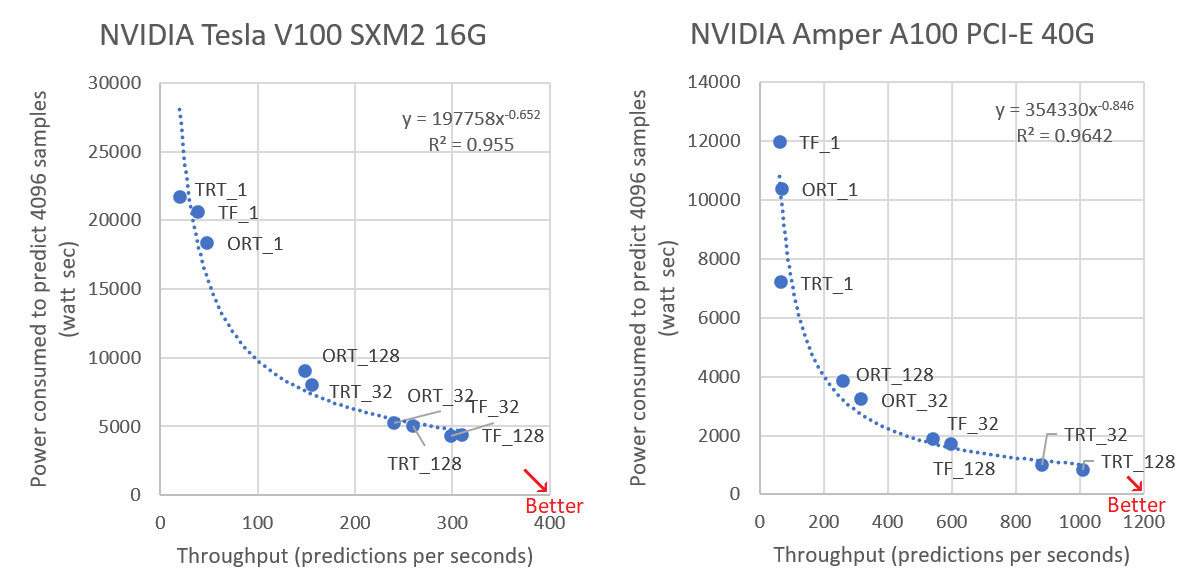 NVIDIA Tesla V100 SXM2 16G
Power consumed to predict 4096 samples
(watt sec)
30000
25000
20000
15000
10000
5000
0
y = 197758x^-0.652
R² = 0.955
TRT_1
TF_1
ORT_1
ORT_128
TRT_32
ORT_32
TF_32
TF_128
TRT_128
Better
0 100 200 300 400
Throughput (predictions per seconds)
NVIDIA Amper A100 PCI-E 40G
Power consumed to predict 4096 samples
(watt sec)
14000
12000
10000
8000
6000
4000
2000
0
y = 354330x^-0.846
R² = 0.9642
TF_1
ORT_1
TRT_1
ORT_128
ORT_32
TF_32
TRT_32
TF_128
TRT_128
Better
0 200 400 600 800 1000 1200
Throughput (predictions per seconds)